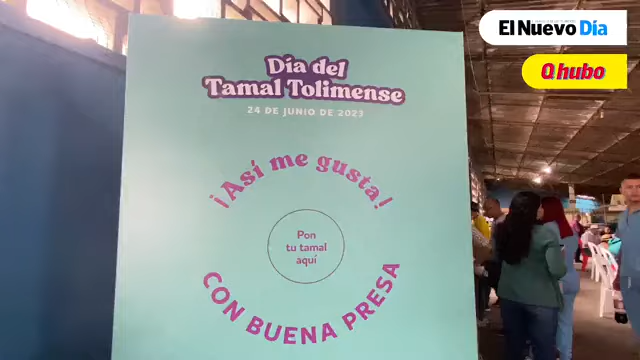 El Nuevo Día
Q'hubo
Día del
Tamal Tolimense
24 DE JUNIO DE 2023
¡Así me gusta!
Pon
tu tamal
aquí
CON BUENA PRESA